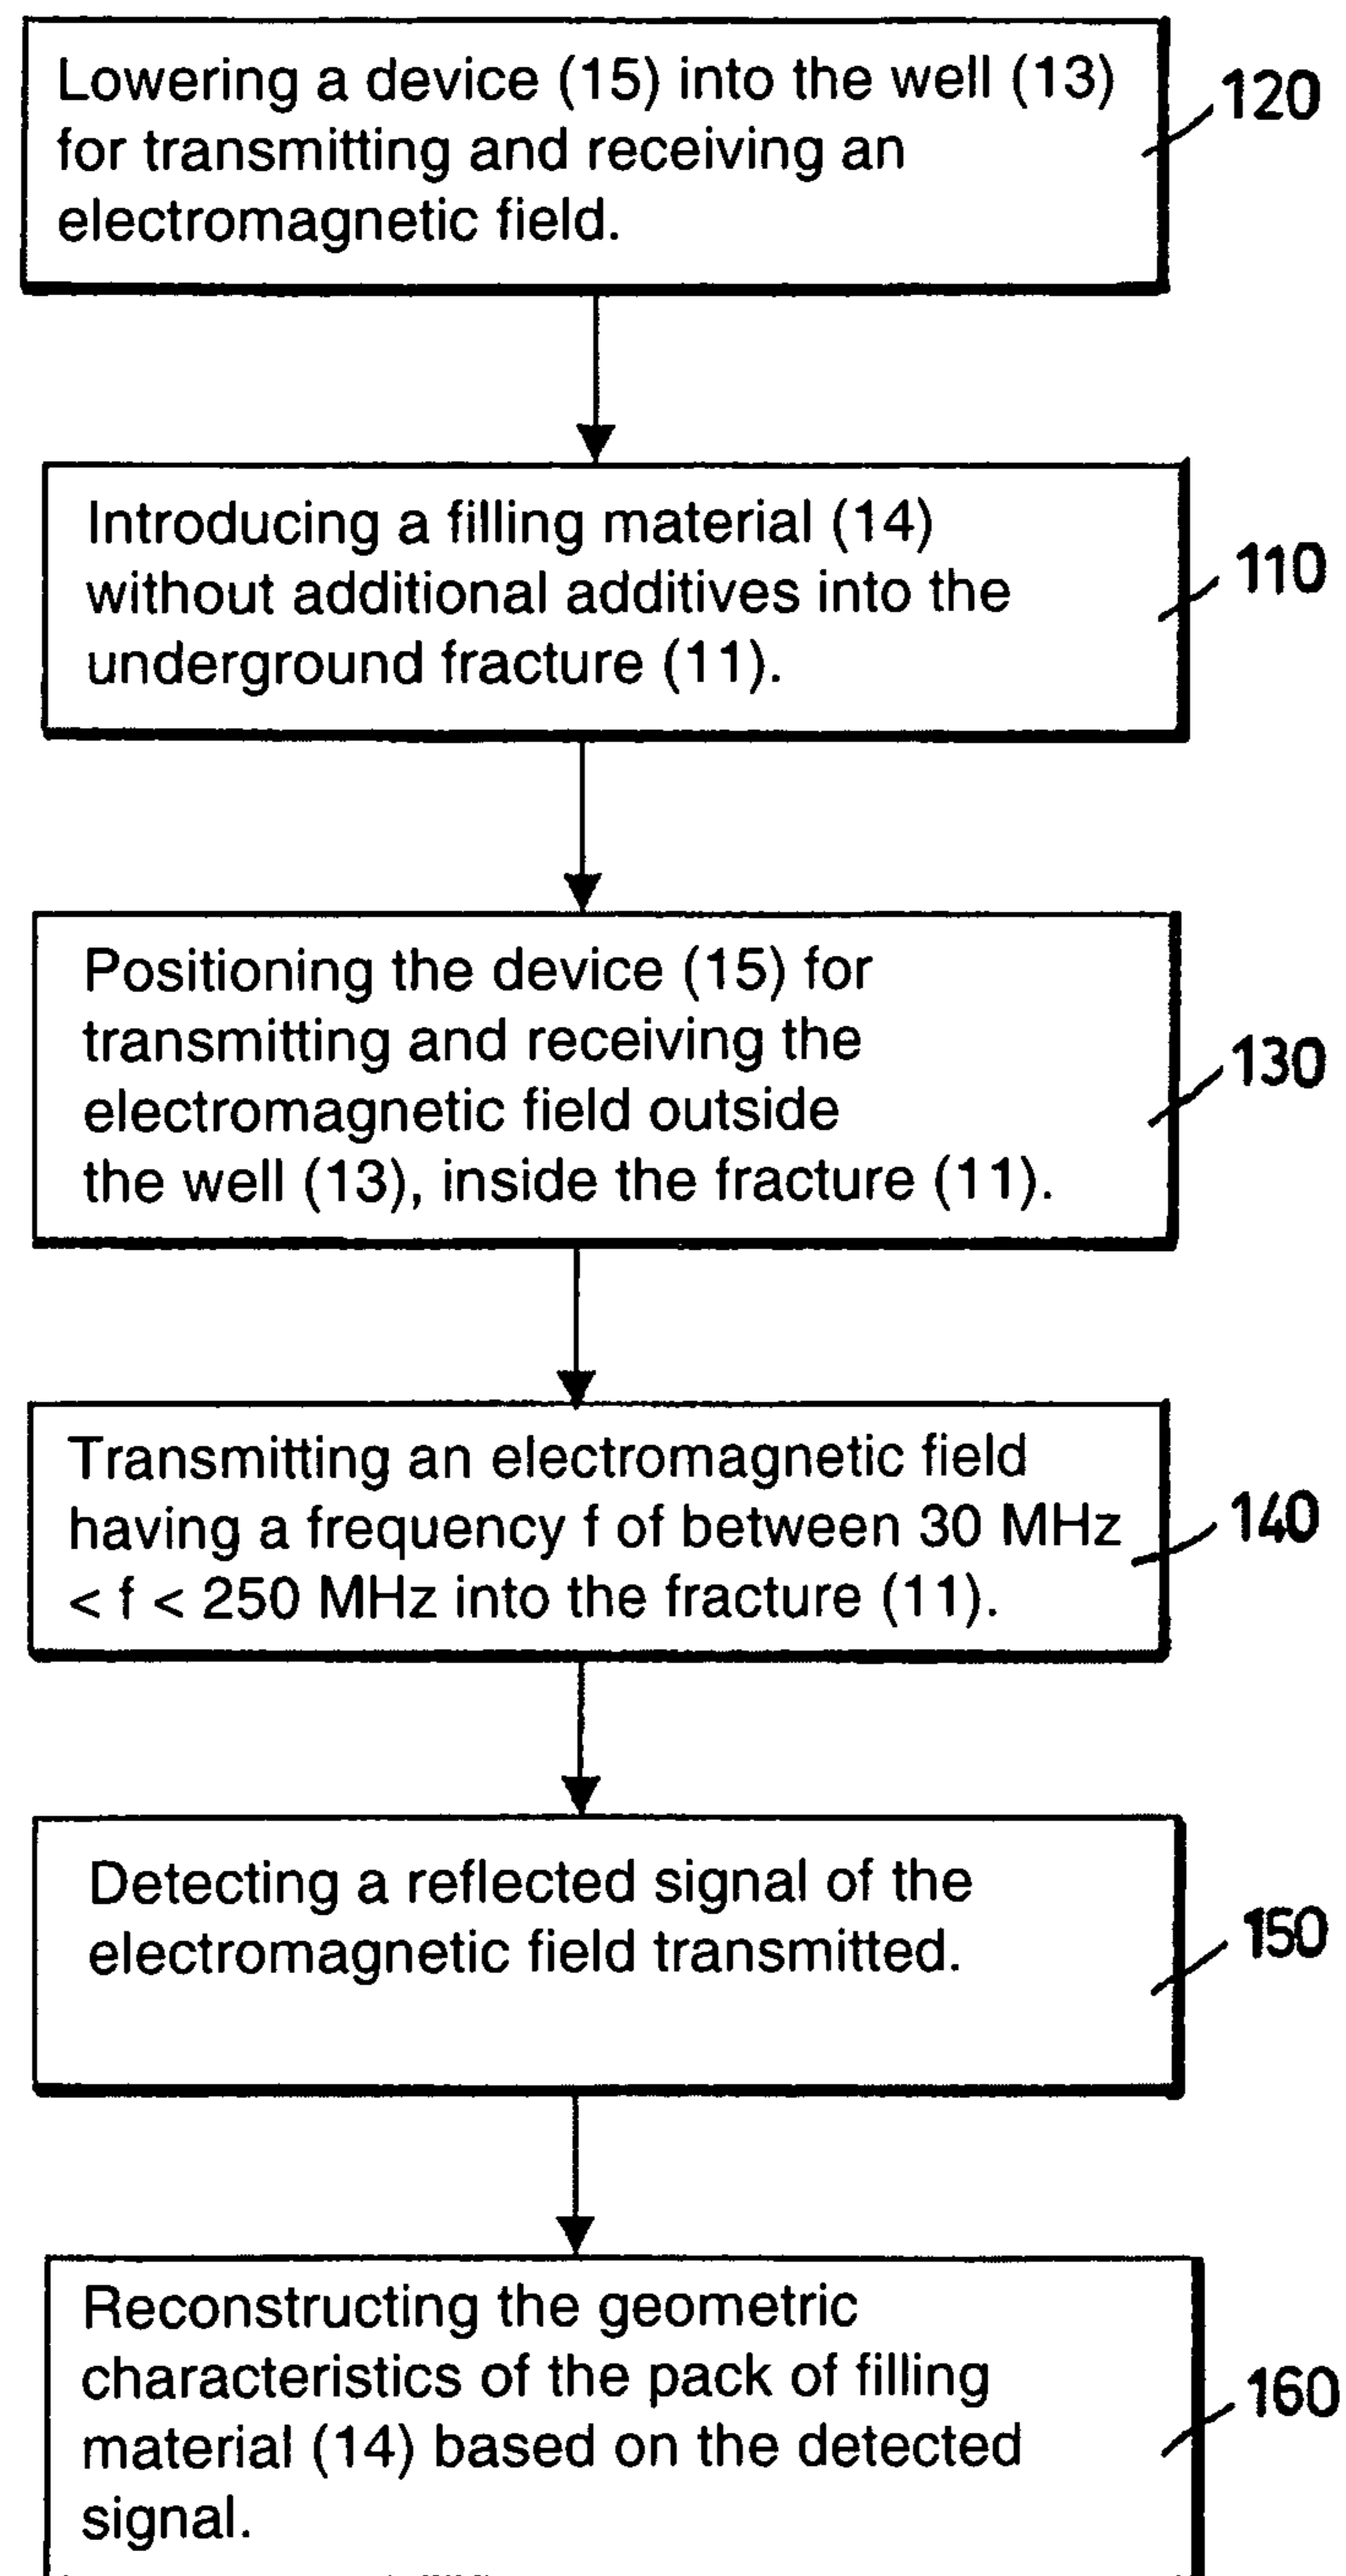 Lowering a device (15) into the well (13)
for transmitting and receiving an
electromagnetic field.
120
Introducing a filling material (14)
without additional additives into the
underground fracture (11).
110
Positioning the device (15) for
transmitting and receiving the
electromagnetic field outside
the well (13), inside the fracture (11).
130
Transmitting an electromagnetic field
having a frequency f of between 30 MHz
< f < 250 MHz into the fracture (11).
140
Detecting a reflected signal of the
electromagnetic field transmitted.
150
Reconstructing the geometric
characteristics of the pack of filling
material (14) based on the detected
signal.
160